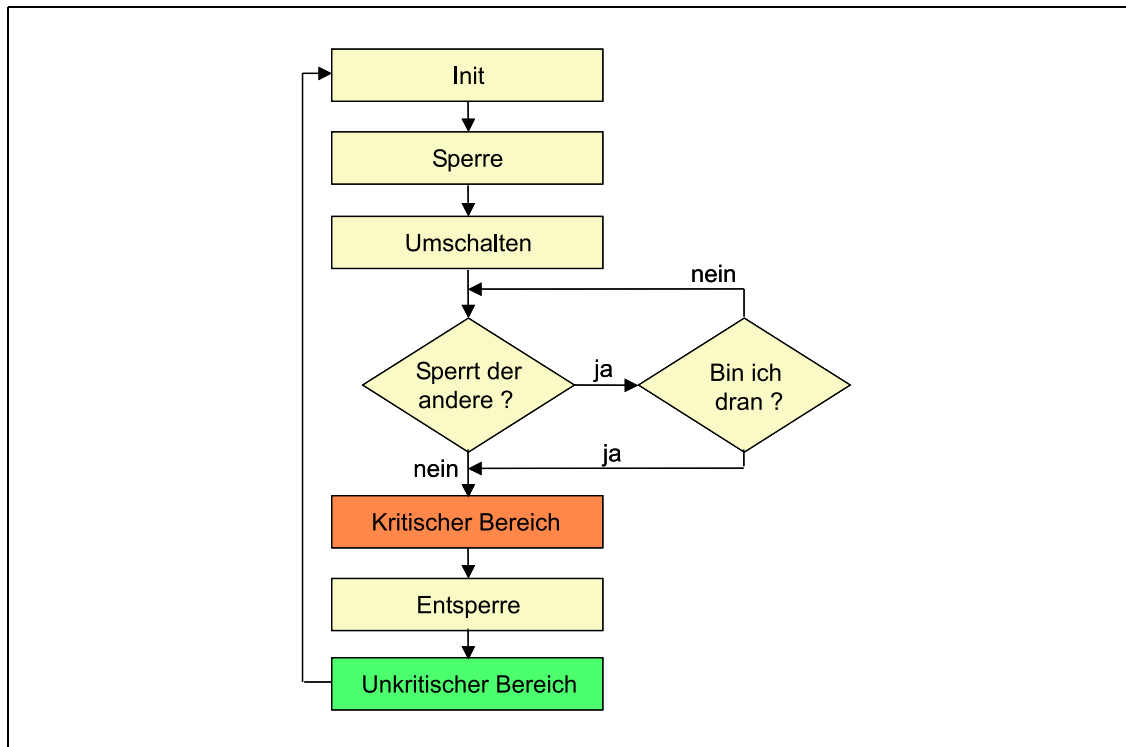 Init
Sperre
Umschalten
nein
Sperrt der
andere ?
ja
Bin ich
dran ?
nein
ja
Kritischer Bereich
Entsperre
Unkritischer Bereich